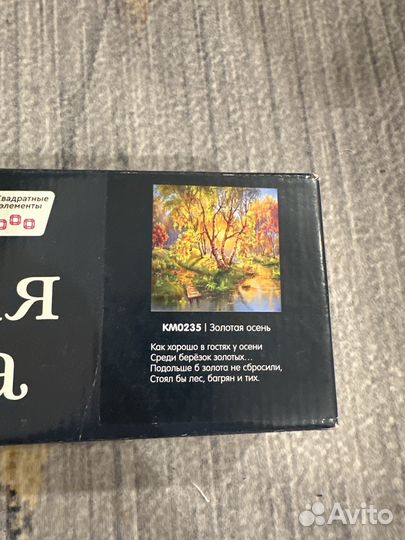 Квадратные
элементы
ая
а
KM0235 | Золотая осень
Как хорошо в гостях у осени
Среди берёзок золотых...
Подольше б золота не сбросили,
Стоял бы лес, багрян и тих.
Avito